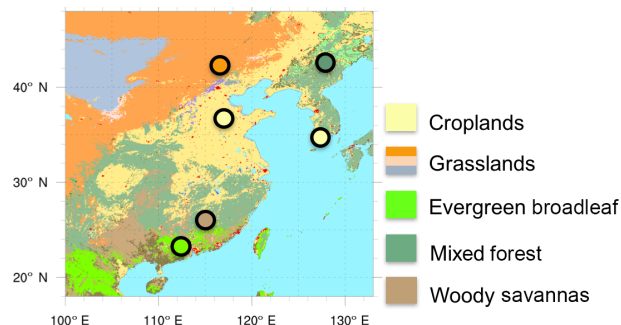 40° N
30° N
20° N
100° E 110° E 120° E 130° E
Croplands
Grasslands
Evergreen broadleaf
Mixed forest
Woody savannas